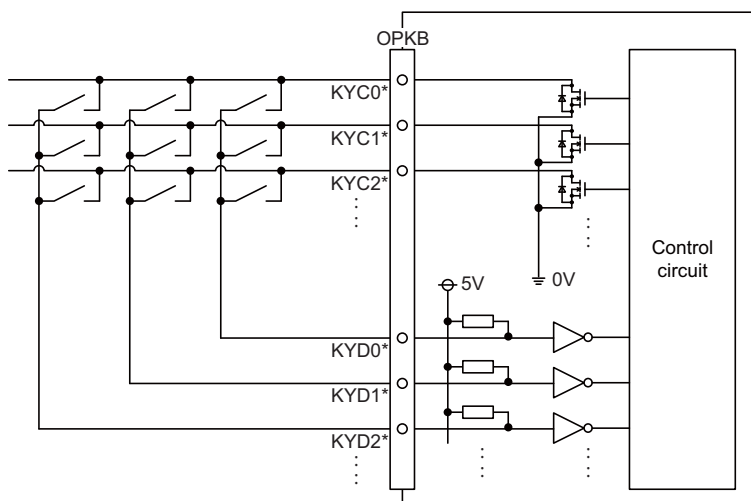 OPKB
KYC0*
KYC1*
KYC2*
Control
circuit
5V
0V
KYD0*
KYD1*
KYD2*